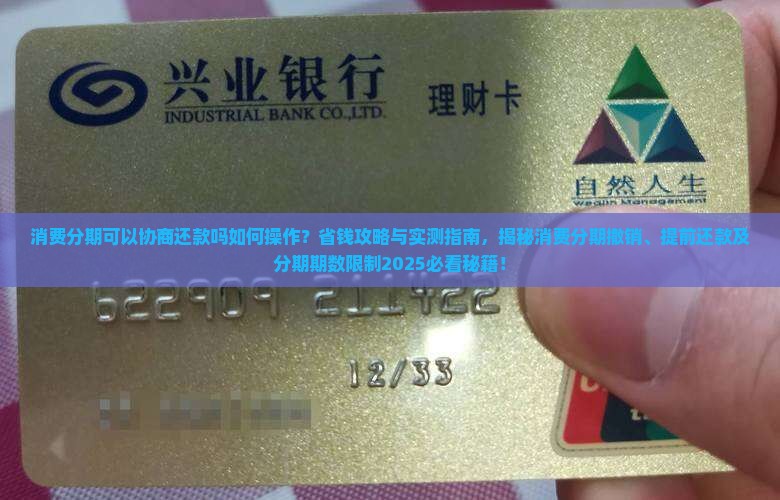 兴业银行
INDUSTRIAL BANK CO.,LTD.
理财卡
自然人生
Wealth Management
消费分期可以协商还款吗如何操作？省钱攻略与实测指南，揭秘消费分期撤销、提前还款及
分期期数限制2025必看秘籍！
622909 211422
12/33